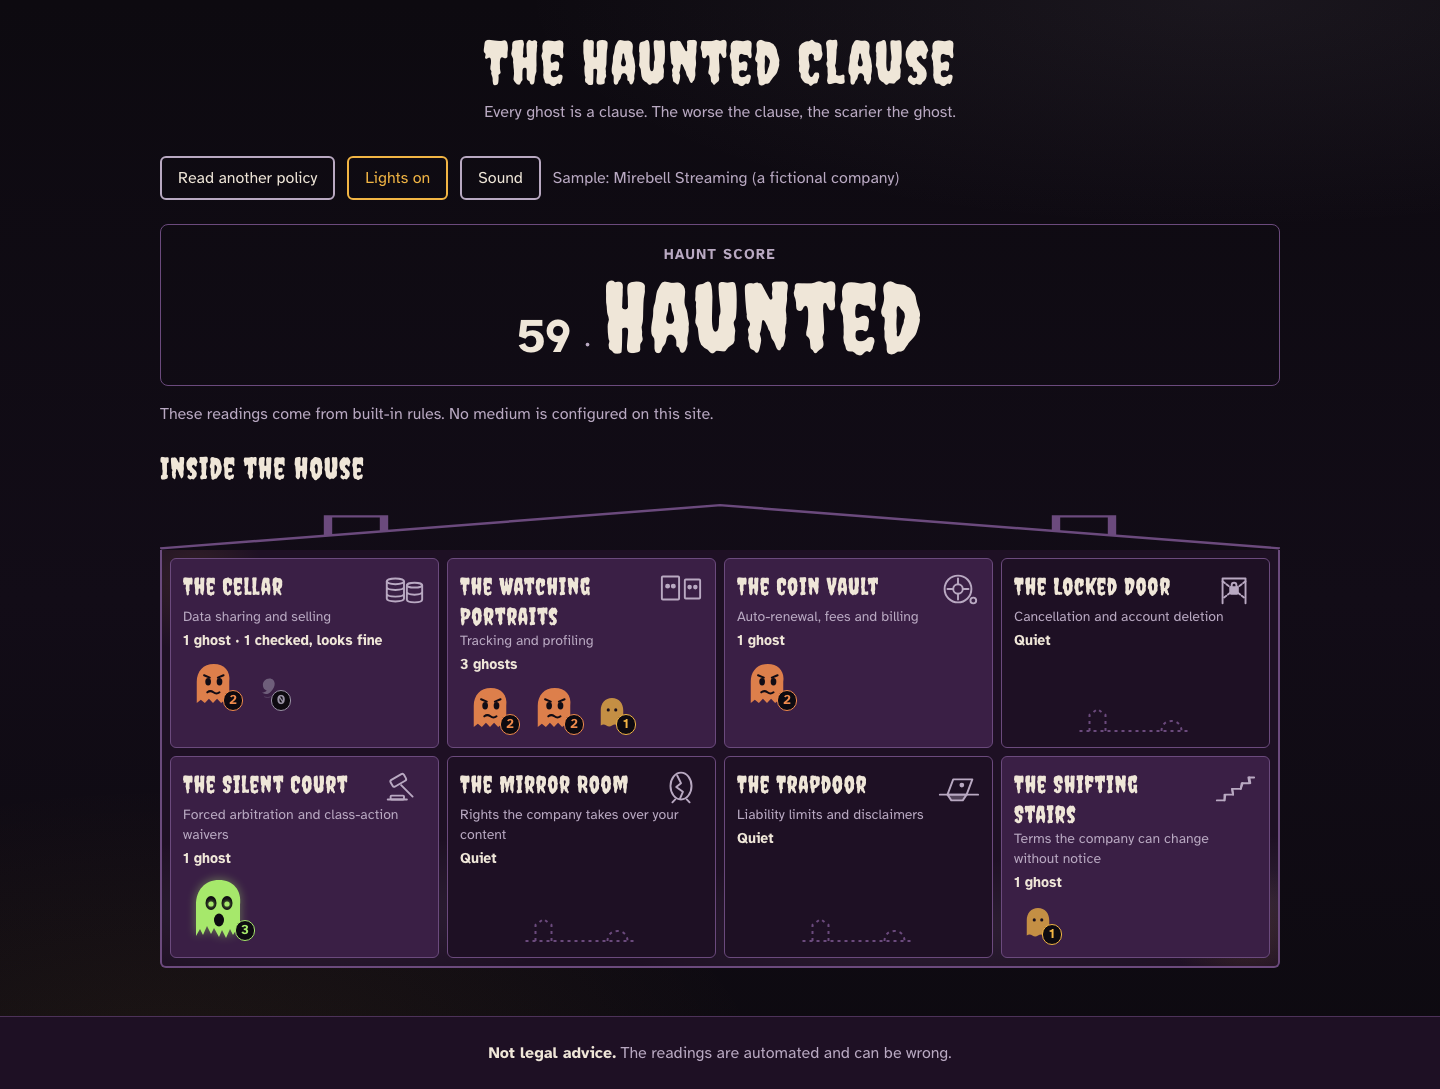 THE HAUNTED CLAUSE
Every ghost is a clause. The worse the clause, the scarier the ghost.
Read another policy
Lights on
Sound
Sample: Mirebell Streaming (a fictional company)
HAUNT SCORE
59 · HAUNTED
These readings come from built-in rules. No medium is configured on this site.
INSIDE THE HOUSE
THE CELLAR
Data sharing and selling
1 ghost · 1 checked, looks fine
2
0
THE WATCHING
PORTRAITS
Tracking and profiling
3 ghosts
2
2
1
THE COIN VAULT
Auto-renewal, fees and billing
1 ghost
2
THE LOCKED DOOR
Cancellation and account deletion
Quiet
THE SILENT COURT
Forced arbitration and class-action
waivers
1 ghost
3
THE MIRROR ROOM
Rights the company takes over your
content
Quiet
THE TRAPDOOR
Liability limits and disclaimers
Quiet
THE SHIFTING
STAIRS
Terms the company can change
without notice
1 ghost
1
Not legal advice. The readings are automated and can be wrong.